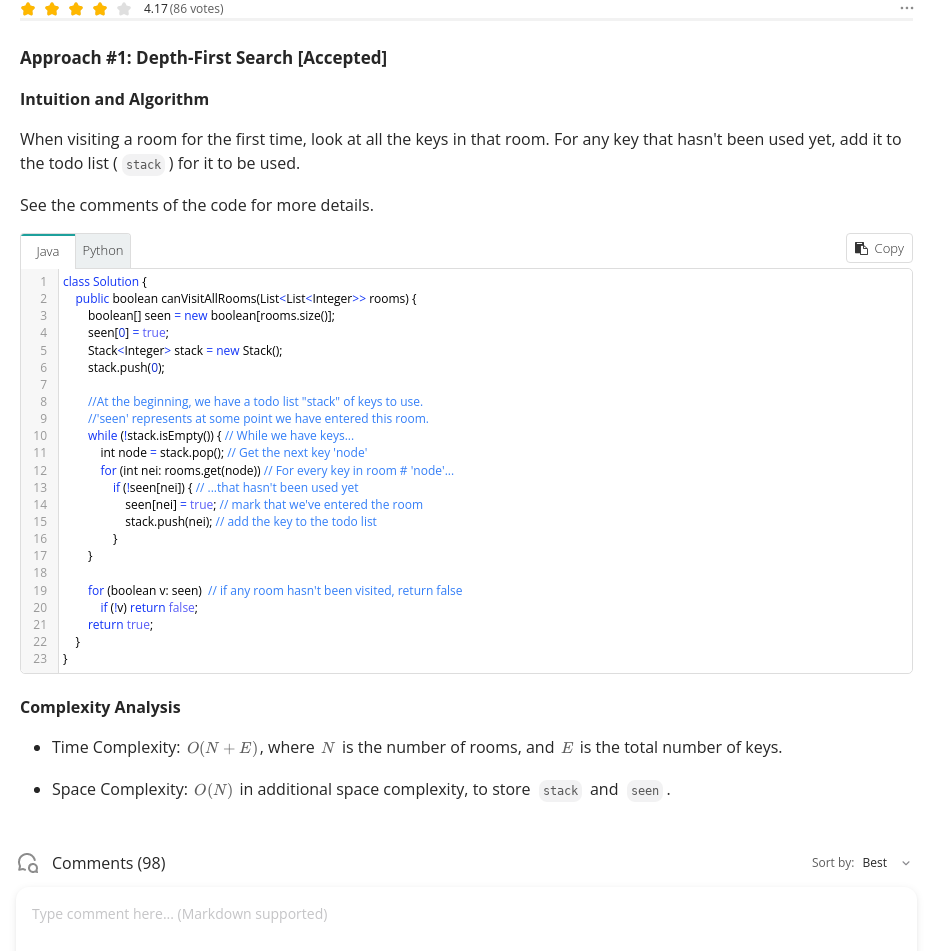 4.17 (86 votes)
Approach #1: Depth-First Search [Accepted]
Intuition and Algorithm
When visiting a room for the first time, look at all the keys in that room. For any key that hasn't been used yet, add it to
the todo list ( stack ) for it to be used.
See the comments of the code for more details.
Java Python Copy
1 class Solution {
2 public boolean canVisitAllRooms(List<List<Integer>> rooms) {
3 boolean[] seen = new boolean[rooms.size()];
4 seen[0] = true;
5 Stack<Integer> stack = new Stack();
6 stack.push(0);
7
8 //At the beginning, we have a todo list "stack" of keys to use.
9 //'seen' represents at some point we have entered this room.
10 while (!stack.isEmpty()) { // While we have keys...
11 int node = stack.pop(); // Get the next key 'node'
12 for (int nei: rooms.get(node)) // For every key in room # 'node'...
13 if (!seen[nei]) { // ...that hasn't been used yet
14 seen[nei] = true; // mark that we've entered the room
15 stack.push(nei); // add the key to the todo list
16 }
17 }
18
19 for (boolean v: seen) // if any room hasn't been visited, return false
20 if (!v) return false;
21 return true;
22 }
23 }
Complexity Analysis
• Time Complexity: O(N + E), where N is the number of rooms, and E is the total number of keys.
• Space Complexity: O(N) in additional space complexity, to store stack and seen .
Comments (98) Sort by: Best
Type comment here... (Markdown supported)